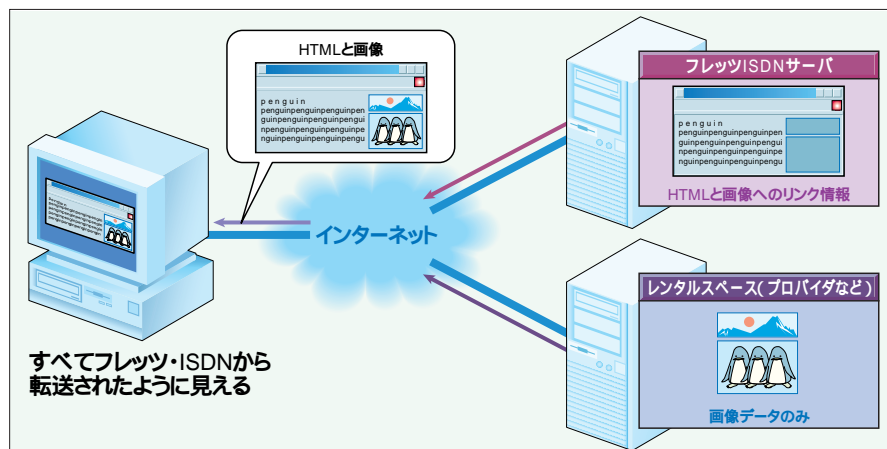 HTMLと画像
penguin
penguinpenguinpenguinpen
guinpenguinpenguinpengui
npenguinpenguinpenguinpe
nguinpenguinpenguinpengu
フレッツISDNサーバ
penguin
penguinpenguinpenguinpen
guinpenguinpenguinpengui
npenguinpenguinpenguinpe
nguinpenguinpenguinpengu
HTMLと画像へのリンク情報
インターネット
レンタルスペース(プロバイダなど)
画像データのみ
すべてフレッツ・ISDNから
転送されたように見える